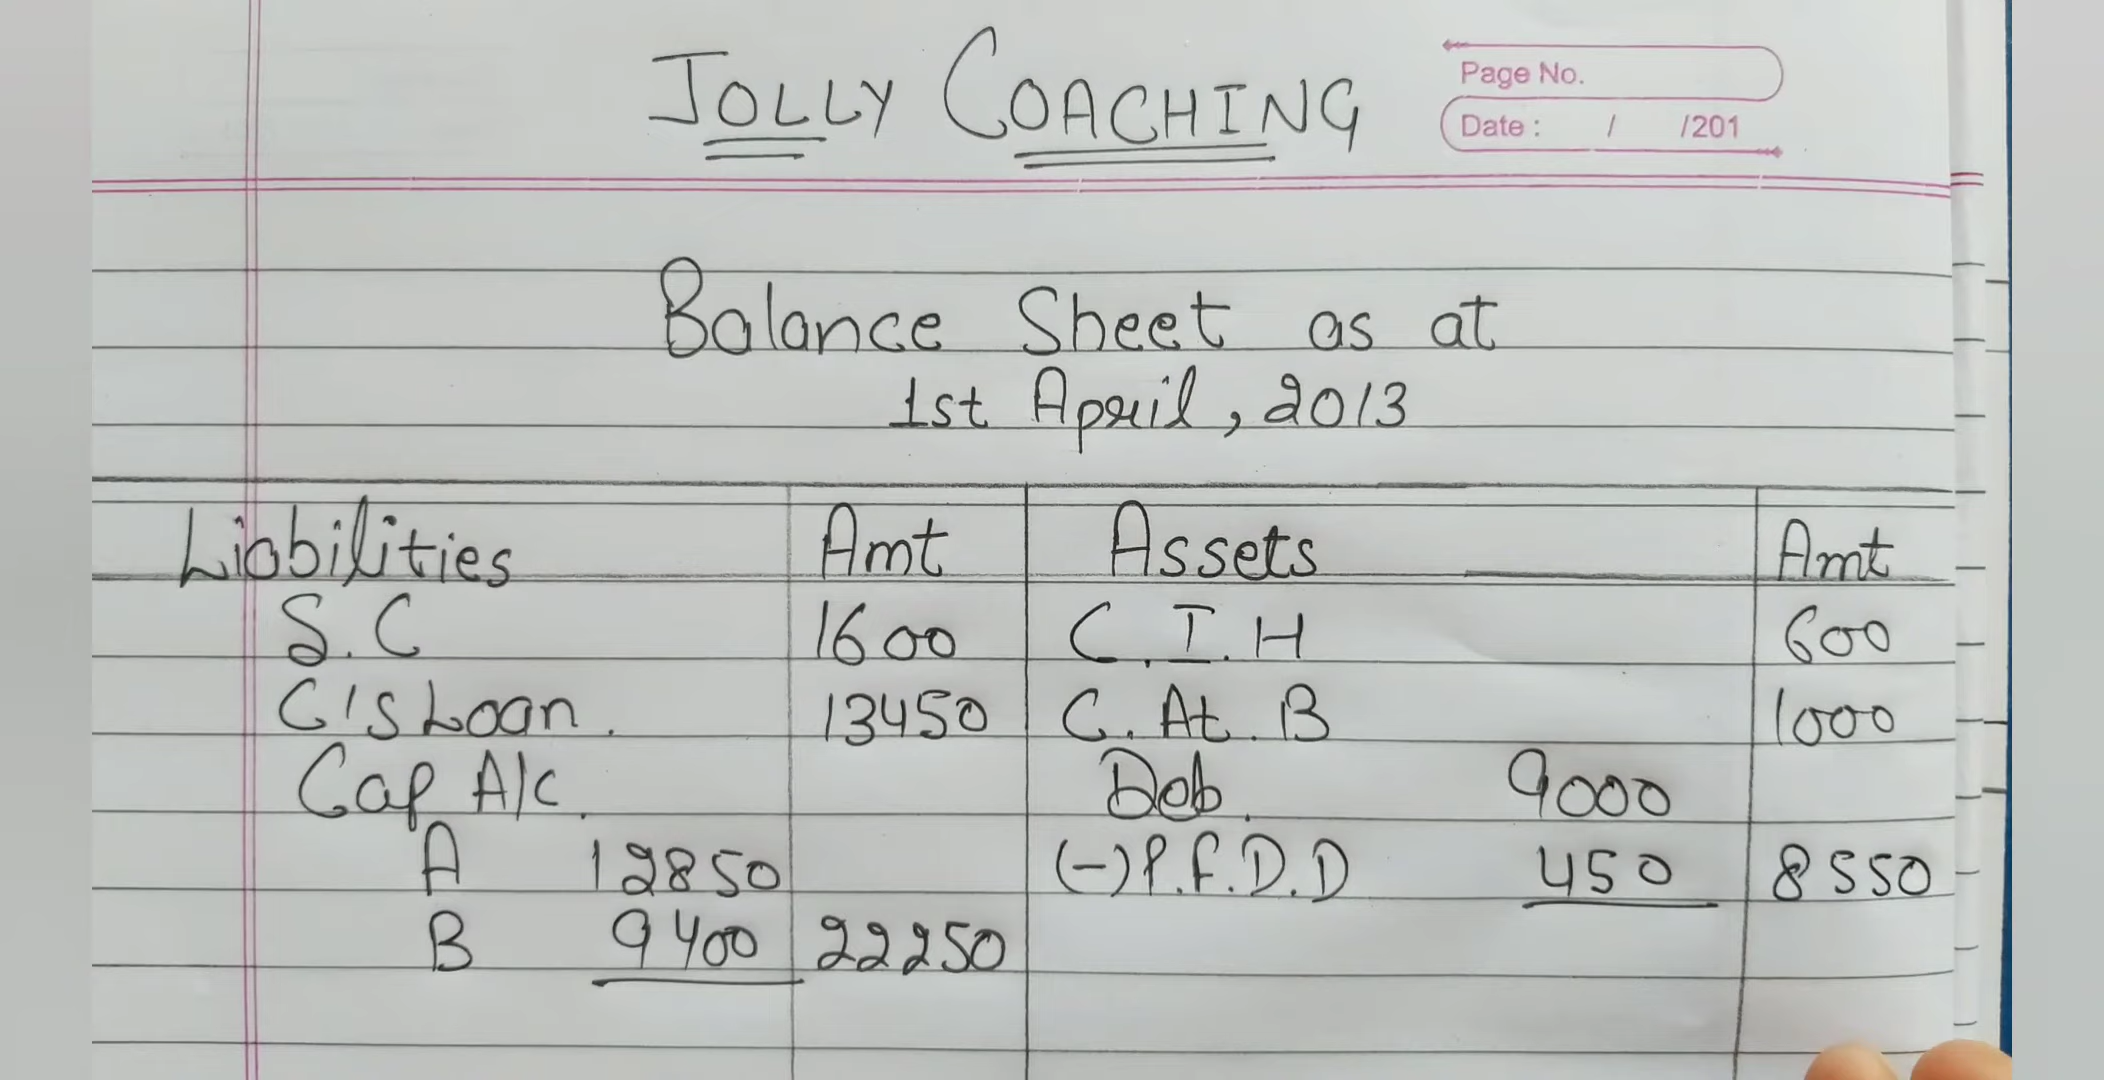 JOLLY COACHING
Page No.
Date : / /201
Balance Sheet as at
1st April, 2013
Liabilities Amt Assets Amt
S.C 1600 C.I.H 600
C's Loan. 13450 C. At. B 1000
Cap A/c. Deb. 9000
A 12850 (-) P.F.D.D 450 8550
B 9400 22250